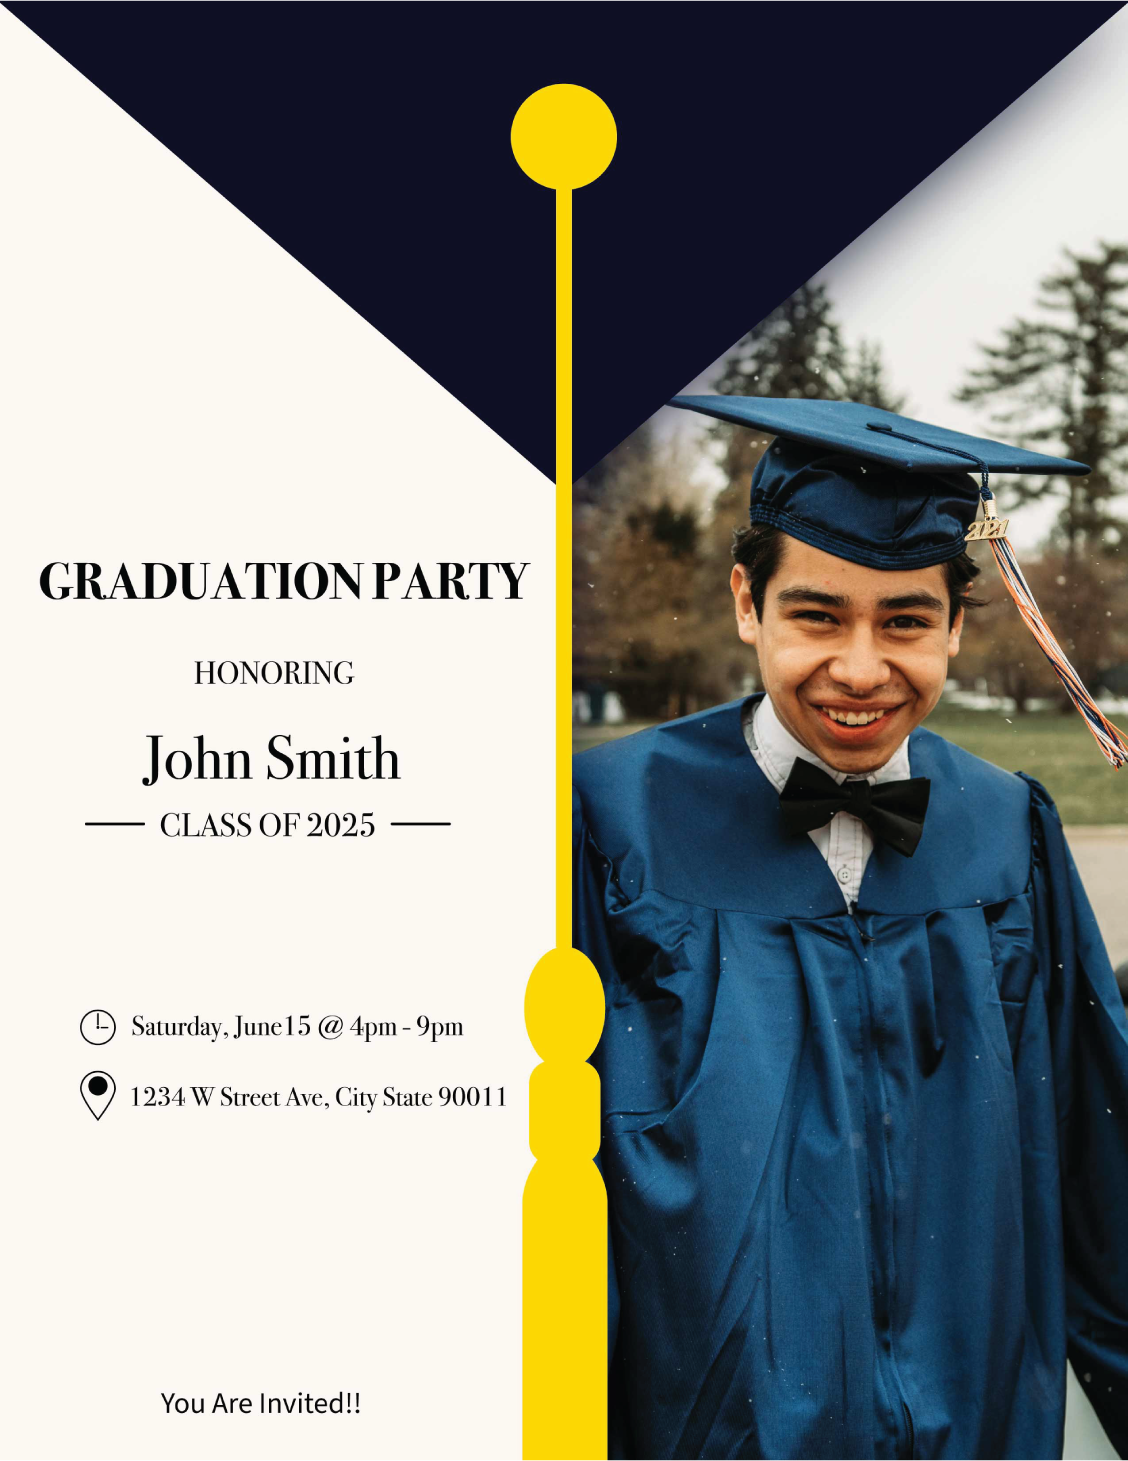 2021
GRADUATION PARTY
HONORING
John Smith
CLASS OF 2025
Saturday, June15 @ 4pm - 9pm
1234 W Street Ave, City State 90011
You Are Invited!!